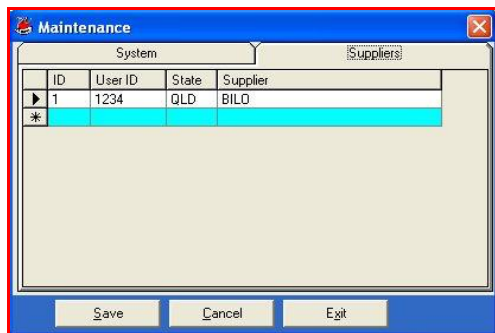 Maintenance
System Suppliers
ID User ID State Supplier
1 1234 QLD BILO
Save Cancel Exit